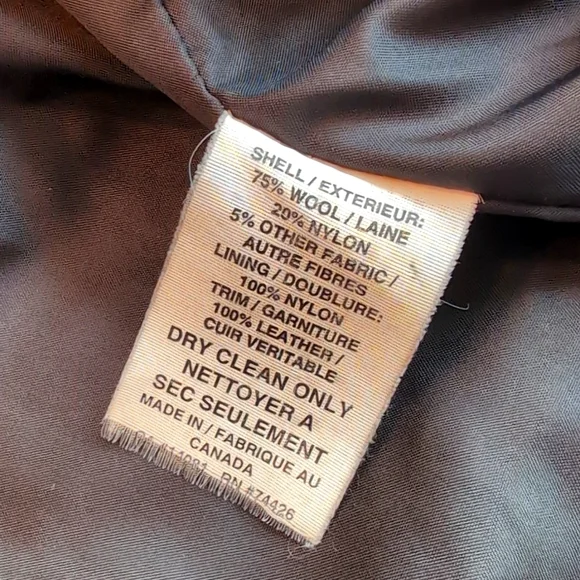 SHELL / EXTERIEUR:
75% WOOL / LAINE
20% NYLON
5% OTHER FABRIC /
AUTRE FIBRES
LINING / DOUBLURE:
100% NYLON
TRIM / GARNITURE
100% LEATHER /
CUIR VERITABLE
DRY CLEAN ONLY
NETTOYER A
SEC SEULEMENT
MADE IN / FABRIQUE AU
CANADA
RN #74426